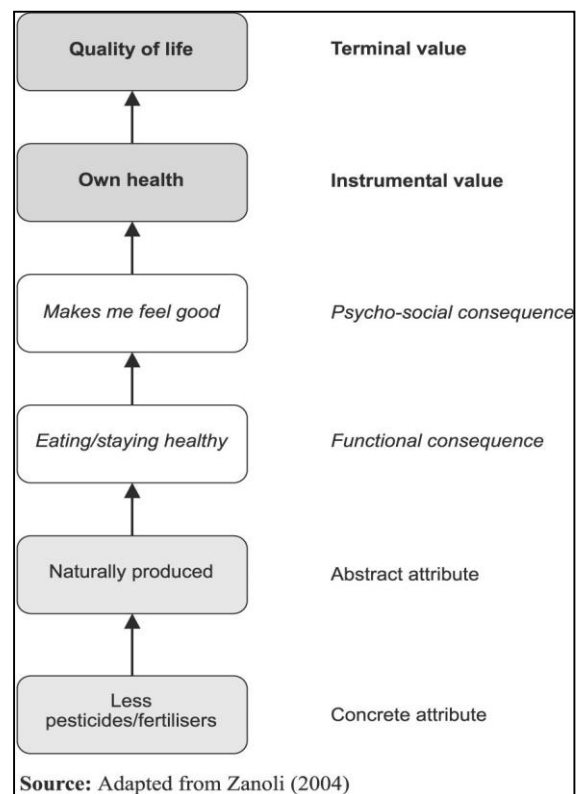 Quality of life Terminal value
Own health Instrumental value
Makes me feel good Psycho-social consequence
Eating/staying healthy Functional consequence
Naturally produced Abstract attribute
Less
pesticides/fertilisers Concrete attribute
Source: Adapted from Zanoli (2004)